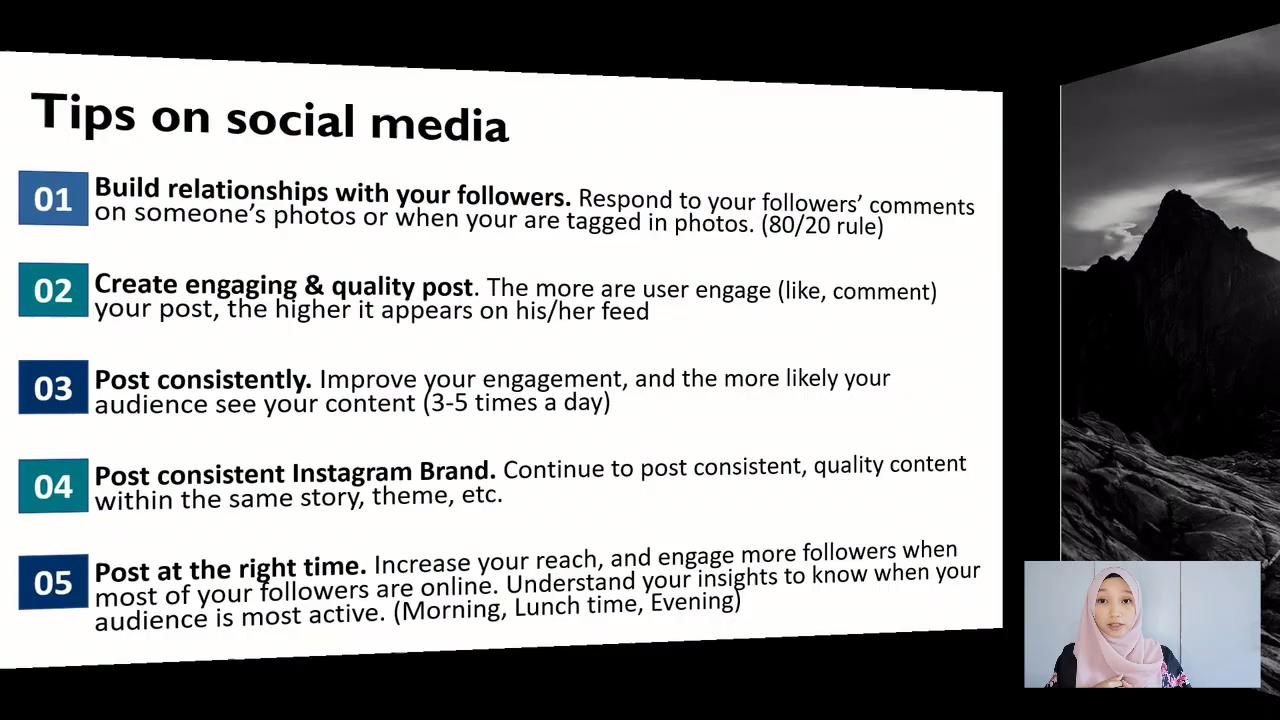 Tips on social media
01
Build relationships with your followers. Respond to your followers’ comments
on someone’s photos or when your are tagged in photos. (80/20 rule)
02
Create engaging & quality post. The more are user engage (like, comment)
your post, the higher it appears on his/her feed
03
Post consistently. Improve your engagement, and the more likely your
audience see your content (3-5 times a day)
04
Post consistent Instagram Brand. Continue to post consistent, quality content
within the same story, theme, etc.
05
Post at the right time. Increase your reach, and engage more followers when
most of your followers are online. Understand your insights to know when your
audience is most active. (Morning, Lunch time, Evening)